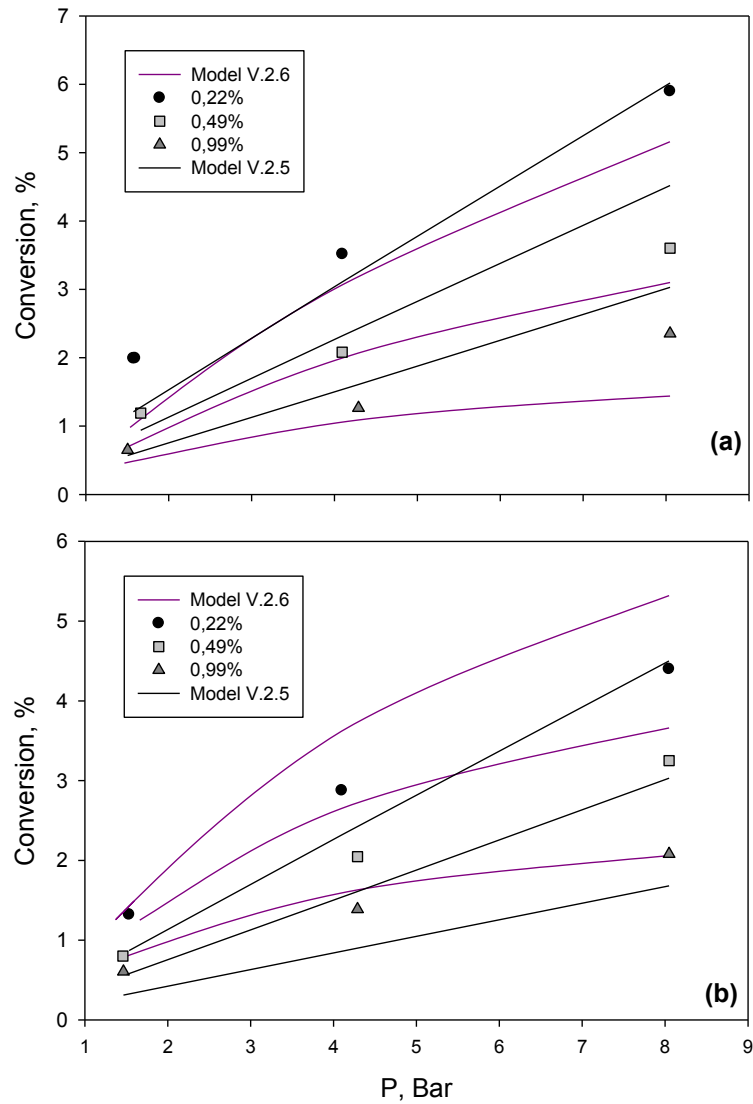 7
6
5
4
3
2
1
0
Conversion, %
Model V.2.6
0,22%
0,49%
0,99%
Model V.2.5
(a)
6
5
4
3
2
1
0
Conversion, %
Model V.2.6
0,22%
0,49%
0,99%
Model V.2.5
(b)
1 2 3 4 5 6 7 8 9
P, Bar